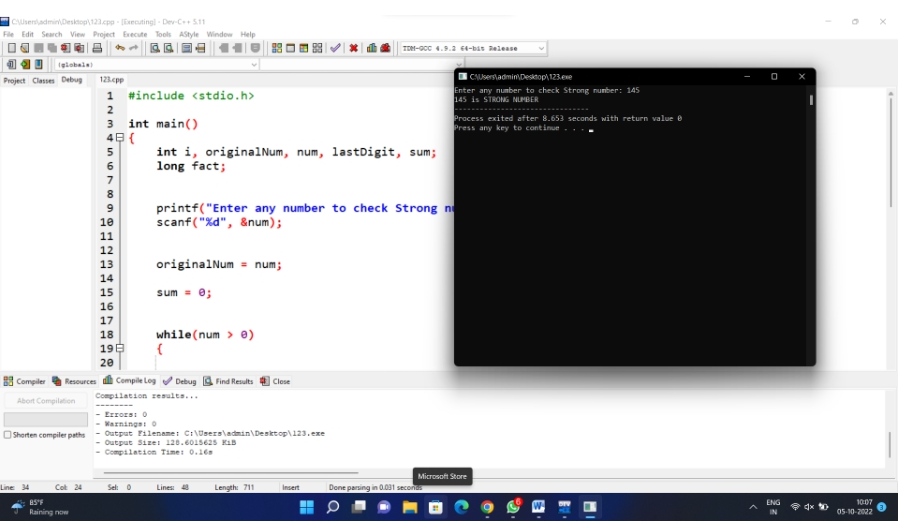 C:\Users\admin\Desktop\123.cpp - [Executing] - Dev-C++ 5.11
File Edit Search View Project Execute Tools AStyle Window Help
TDM-GCC 4.9.2 64-bit Release
(globals)
Project Classes Debug
123.cpp
1 #include <stdio.h>
2
3 int main()
4 {
5 int i, originalNum, num, lastDigit, sum;
6 long fact;
7
8
9 printf("Enter any number to check Strong nu
10 scanf("%d", &num);
11
12
13 originalNum = num;
14
15 sum = 0;
16
17
18 while(num > 0)
19 {
20
C:\Users\admin\Desktop\123.exe
Enter any number to check Strong number: 145
145 is STRONG NUMBER
--------------------------------
Process exited after 8.653 seconds with return value 0
Press any key to continue . . .
Compiler Resources Compile Log Debug Find Results Close
Abort Compilation
Shorten compiler paths
Compilation results...
--------
- Errors: 0
- Warnings: 0
- Output Filename: C:\Users\admin\Desktop\123.exe
- Output Size: 128.6015625 KiB
- Compilation Time: 0.16s
Microsoft Store
Line: 34 Col: 24 Sel: 0 Lines: 48 Length: 711 Insert Done parsing in 0.031 seconds
85°F
Raining now
ENG
IN
10:07
05-10-2022